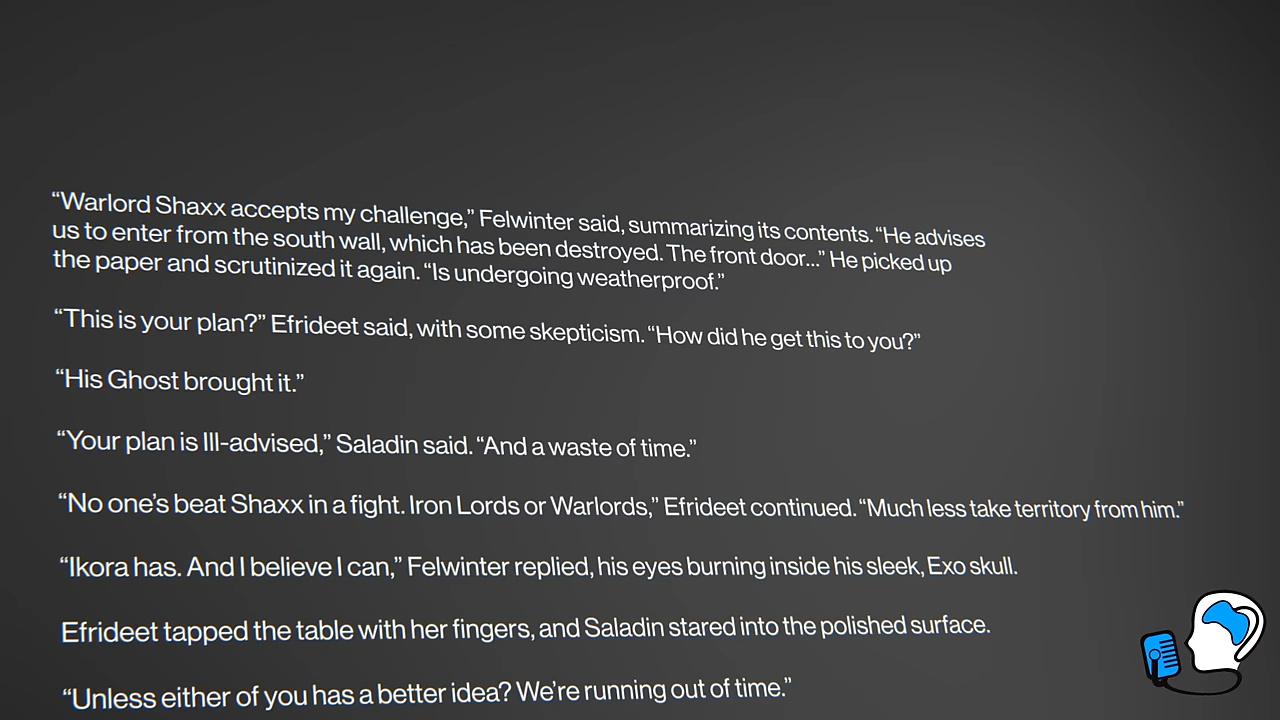 “Warlord Shaxx accepts my challenge,” Felwinter said, summarizing its contents. “He advises
us to enter from the south wall, which has been destroyed. The front door...” He picked up
the paper and scrutinized it again. “Is undergoing weatherproof.”
“This is your plan?” Efrideet said, with some skepticism. “How did he get this to you?”
“His Ghost brought it.”
“Your plan is Ill-advised,” Saladin said. “And a waste of time.”
“No one’s beat Shaxx in a fight. Iron Lords or Warlords,” Efrideet continued. “Much less take territory from him.”
“Ikora has. And I believe I can,” Felwinter replied, his eyes burning inside his sleek, Exo skull.
Efrideet tapped the table with her fingers, and Saladin stared into the polished surface.
“Unless either of you has a better idea? We’re running out of time.”